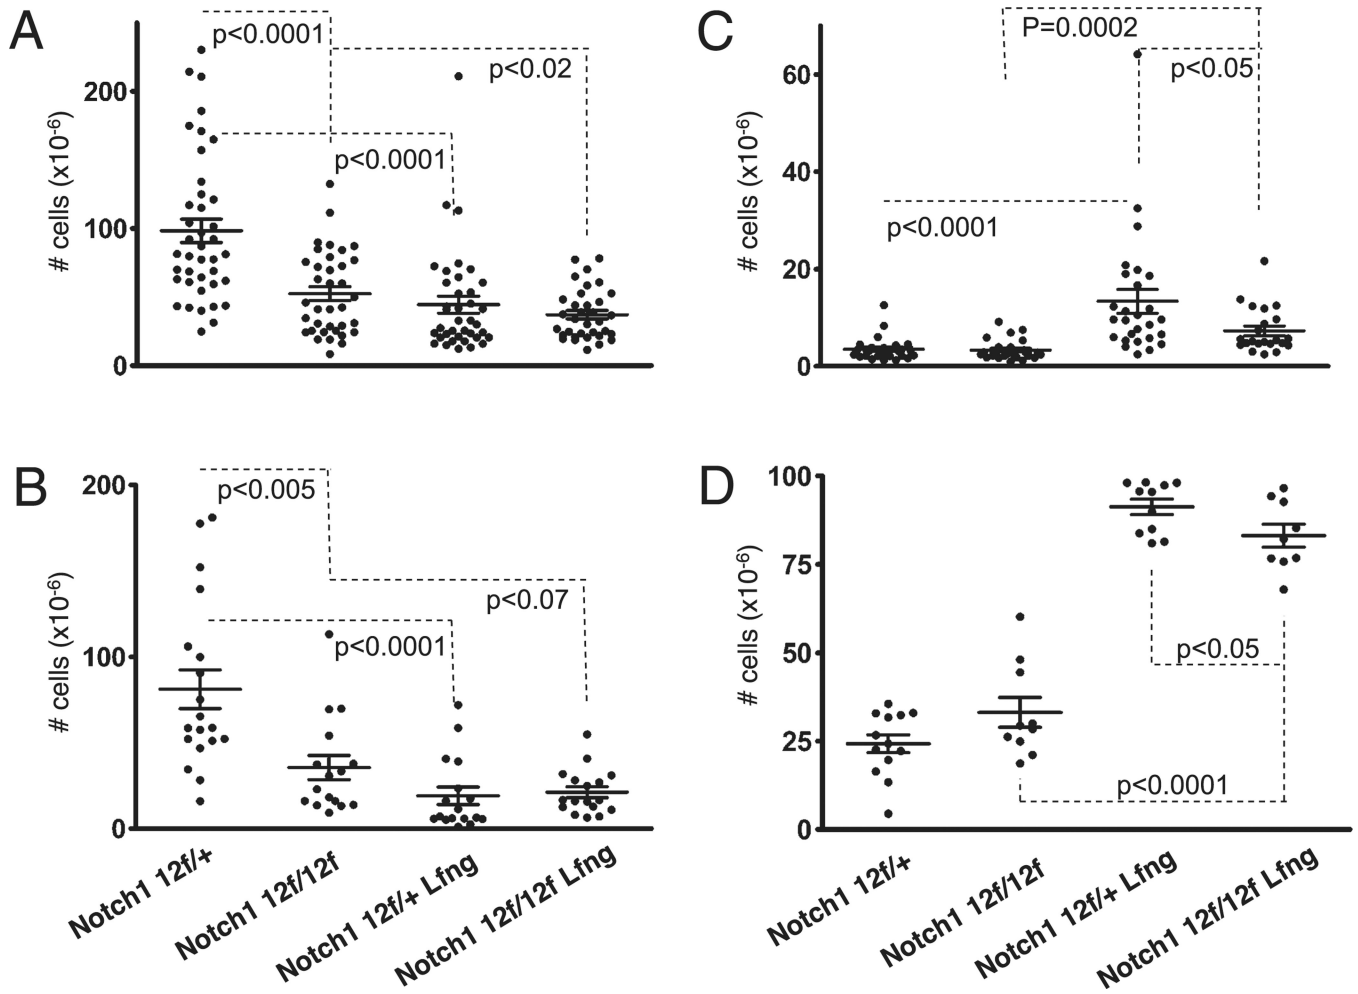 A
p<0.0001
p<0.02
p<0.0001
# cells (x10-6)
200
100
0
C
P=0.0002
p<0.05
p<0.0001
# cells (x10-6)
60
40
20
0
B
p<0.005
p<0.07
p<0.0001
# cells (x10-6)
200
100
0
Notch1 12f/+
Notch1 12f/12f
Notch1 12f/+ Lfng
Notch1 12f/12f Lfng
D
p<0.05
p<0.0001
# cells (x10-6)
100
75
50
25
0
Notch1 12f/+
Notch1 12f/12f
Notch1 12f/+ Lfng
Notch1 12f/12f Lfng